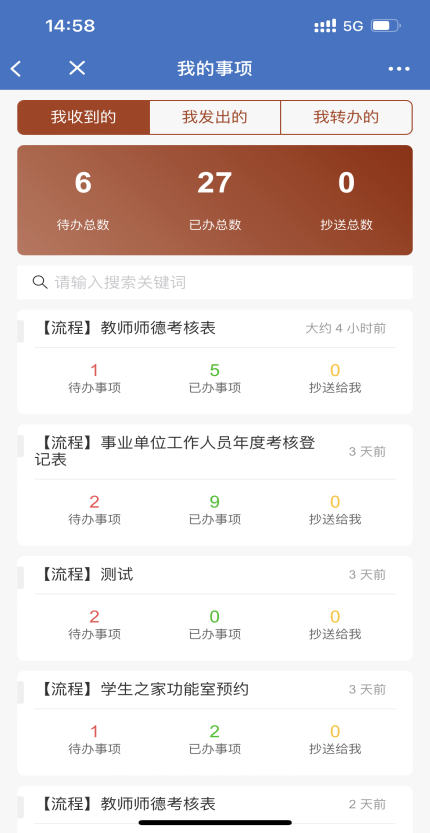 14:58
5G
我的事项
我收到的 我发出的 我转办的
6 27 0
待办总数 已办总数 抄送总数
请输入搜索关键词
【流程】教师师德考核表 大约 4 小时前
1 5 0
待办事项 已办事项 抄送给我
【流程】事业单位工作人员年度考核登
记表
3 天前
2 9 0
待办事项 已办事项 抄送给我
【流程】测试 3 天前
2 0 0
待办事项 已办事项 抄送给我
【流程】学生之家功能室预约 3 天前
1 2 0
待办事项 已办事项 抄送给我
【流程】教师师德考核表 2 天前